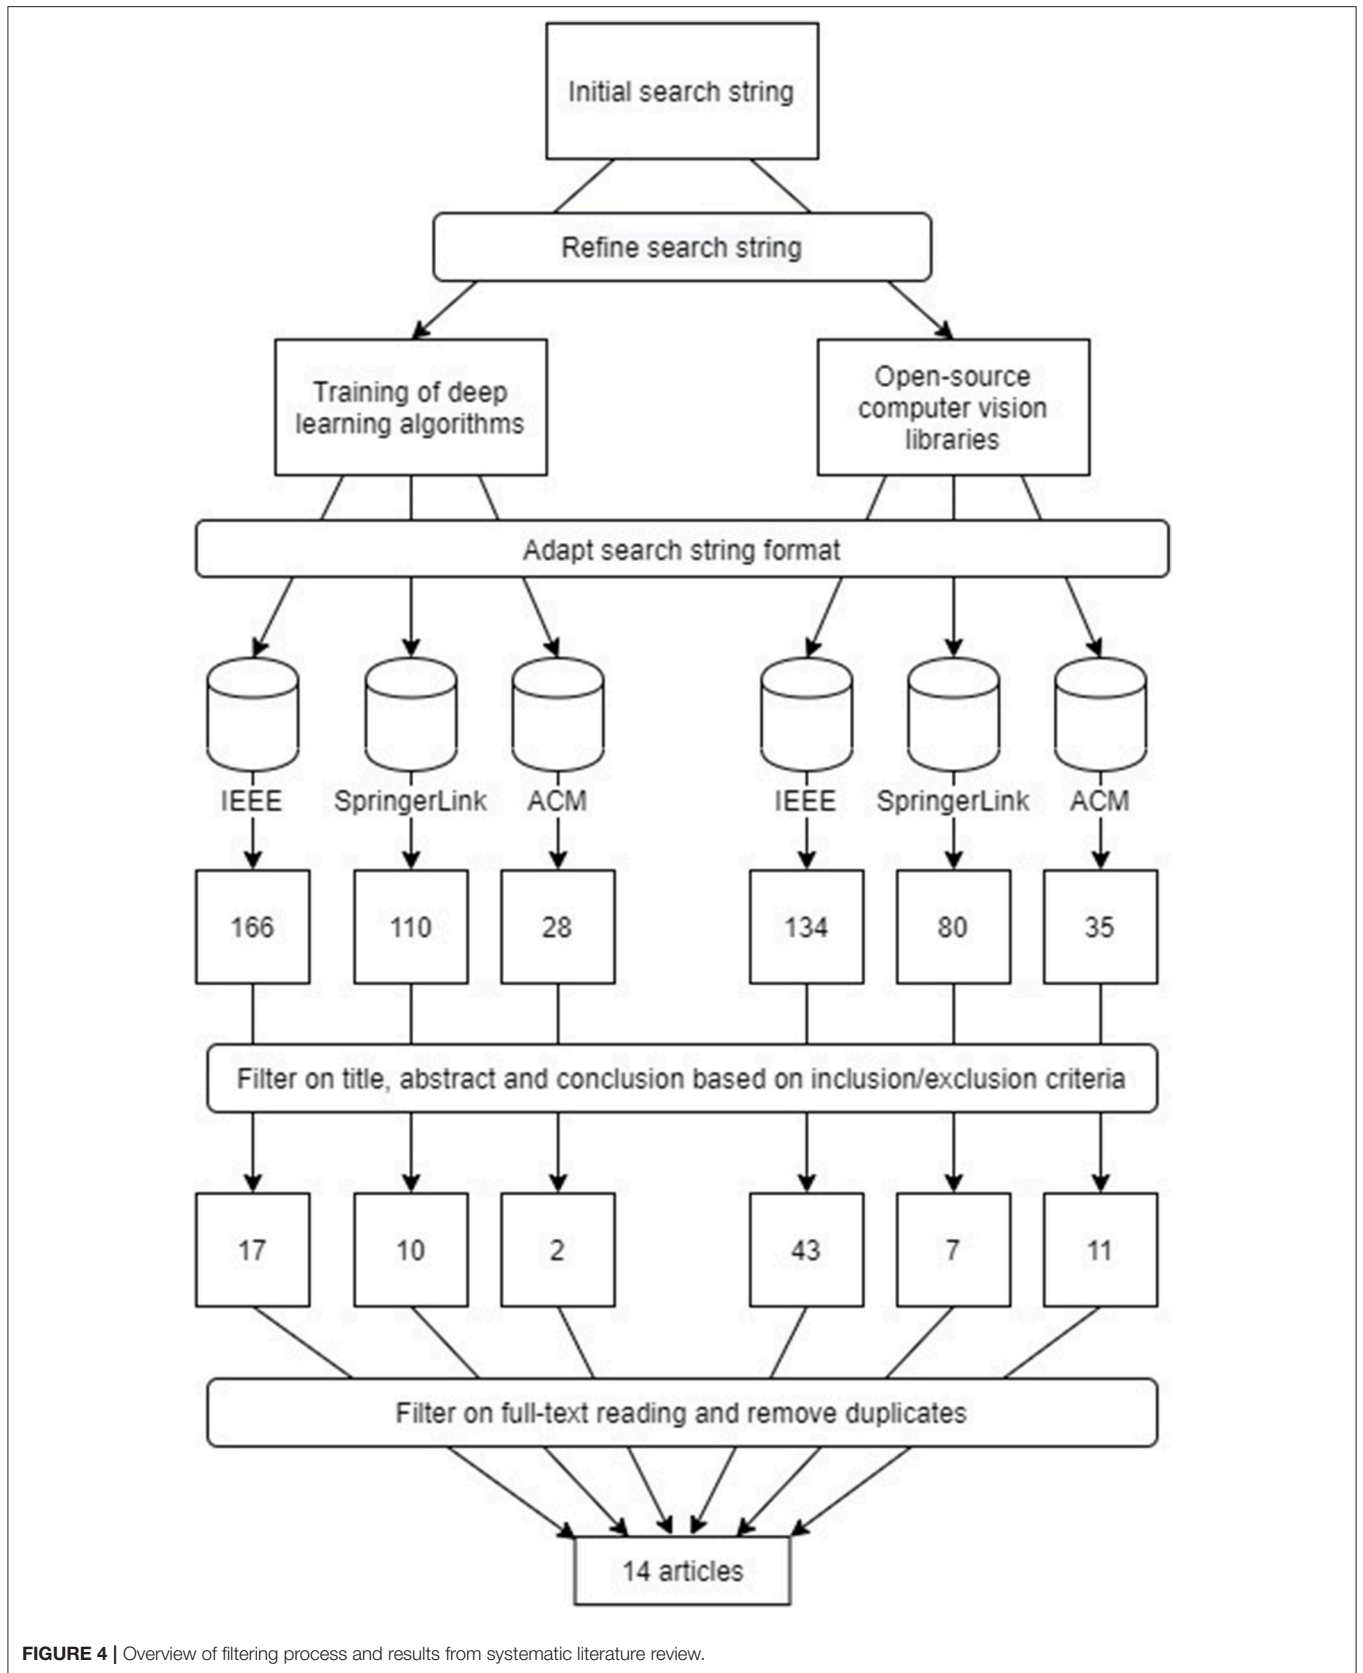 Initial search string
Refine search string
Training of deep
learning algorithms
Open-source
computer vision
libraries
Adapt search string format
IEEE
SpringerLink
ACM
IEEE
SpringerLink
ACM
166
110
28
134
80
35
Filter on title, abstract and conclusion based on inclusion/exclusion criteria
17
10
2
43
7
11
Filter on full-text reading and remove duplicates
14 articles
FIGURE 4 | Overview of filtering process and results from systematic literature review.